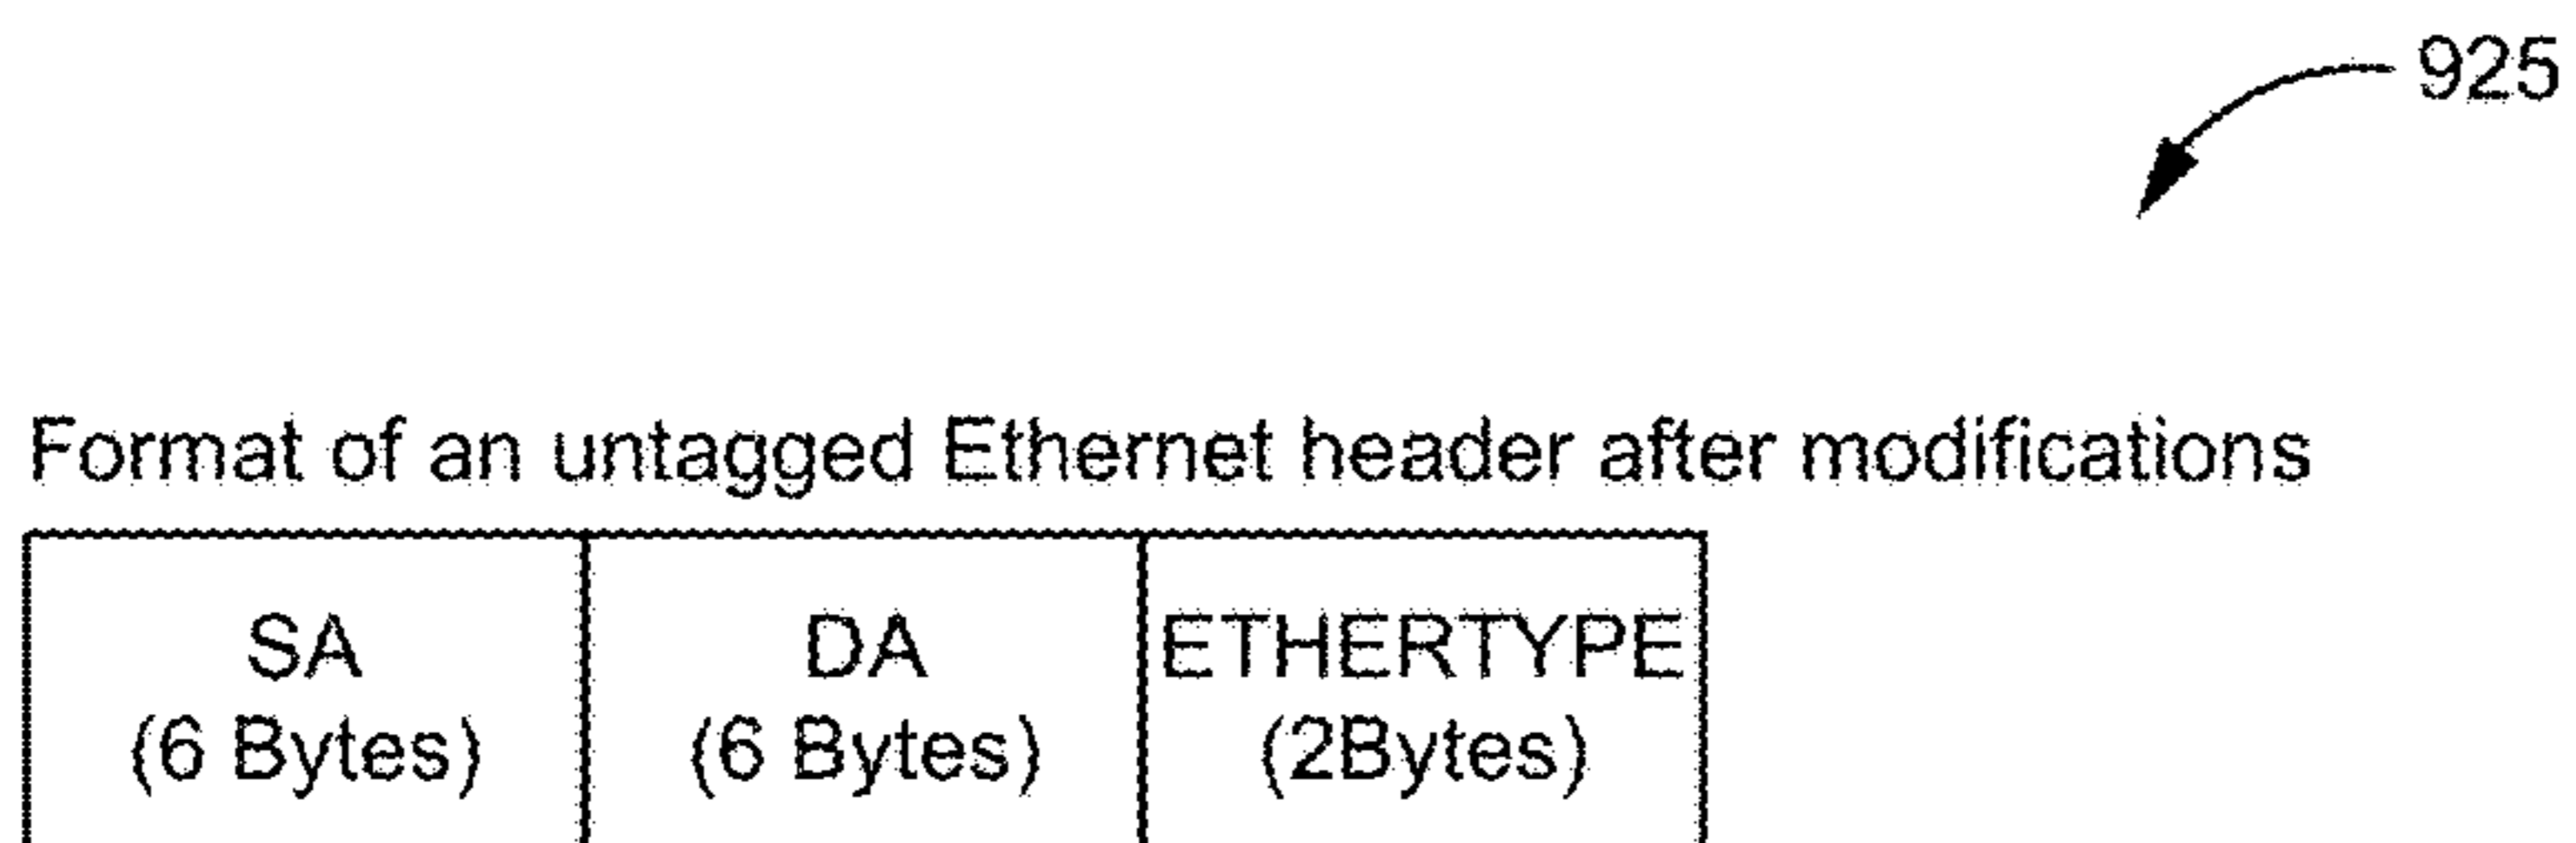 925
Format of an untagged Ethernet header after modifications
SA DA ETHERTYPE
(6 Bytes) (6 Bytes) (2Bytes)